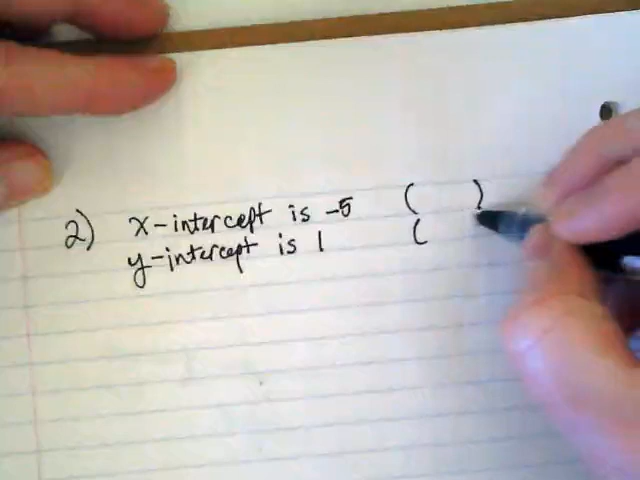 2) x-intercept is -5 ( )
y-intercept is 1 (